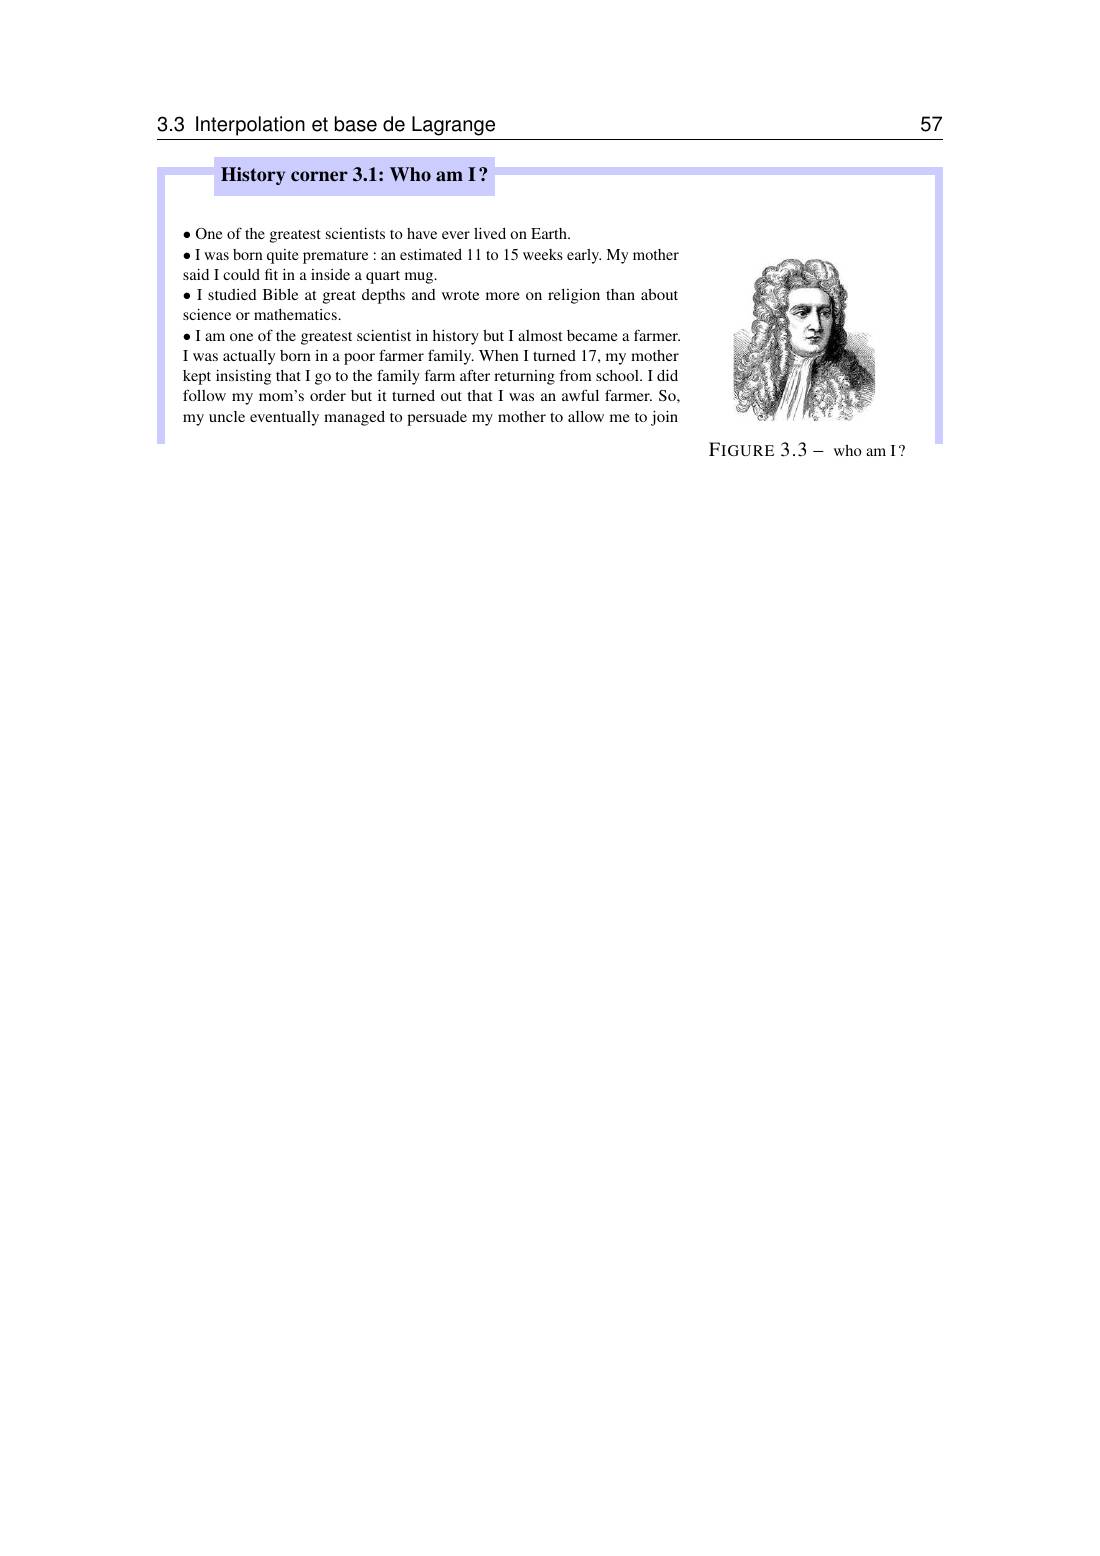 3.3 Interpolation et base de Lagrange 57
History corner 3.1: Who am I ?
• One of the greatest scientists to have ever lived on Earth.
• I was born quite premature : an estimated 11 to 15 weeks early. My mother
said I could fit in a inside a quart mug.
• I studied Bible at great depths and wrote more on religion than about
science or mathematics.
• I am one of the greatest scientist in history but I almost became a farmer.
I was actually born in a poor farmer family. When I turned 17, my mother
kept insisting that I go to the family farm after returning from school. I did
follow my mom's order but it turned out that I was an awful farmer. So,
my uncle eventually managed to persuade my mother to allow me to join
FIGURE 3.3 – who am I ?